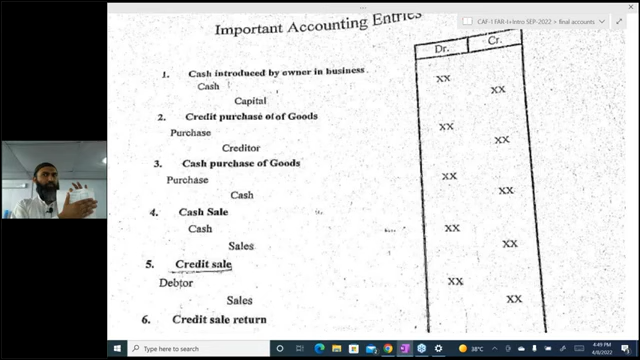 CAF-1 FAR-1+Intro SEP-2022 > final accounts
Important Accounting Entries
Dr. Cr.
1. Cash introduced by owner in business.
Cash XX
Capital XX
2. Credit purchase of of Goods
Purchase XX
Creditor XX
3. Cash purchase of Goods
Purchase XX
Cash XX
4. Cash Sale
Cash XX
Sales XX
5. Credit sale
Debtor XX
Sales XX
6. Credit sale return
Type here to search
38°C
4:49 PM
4/8/2022